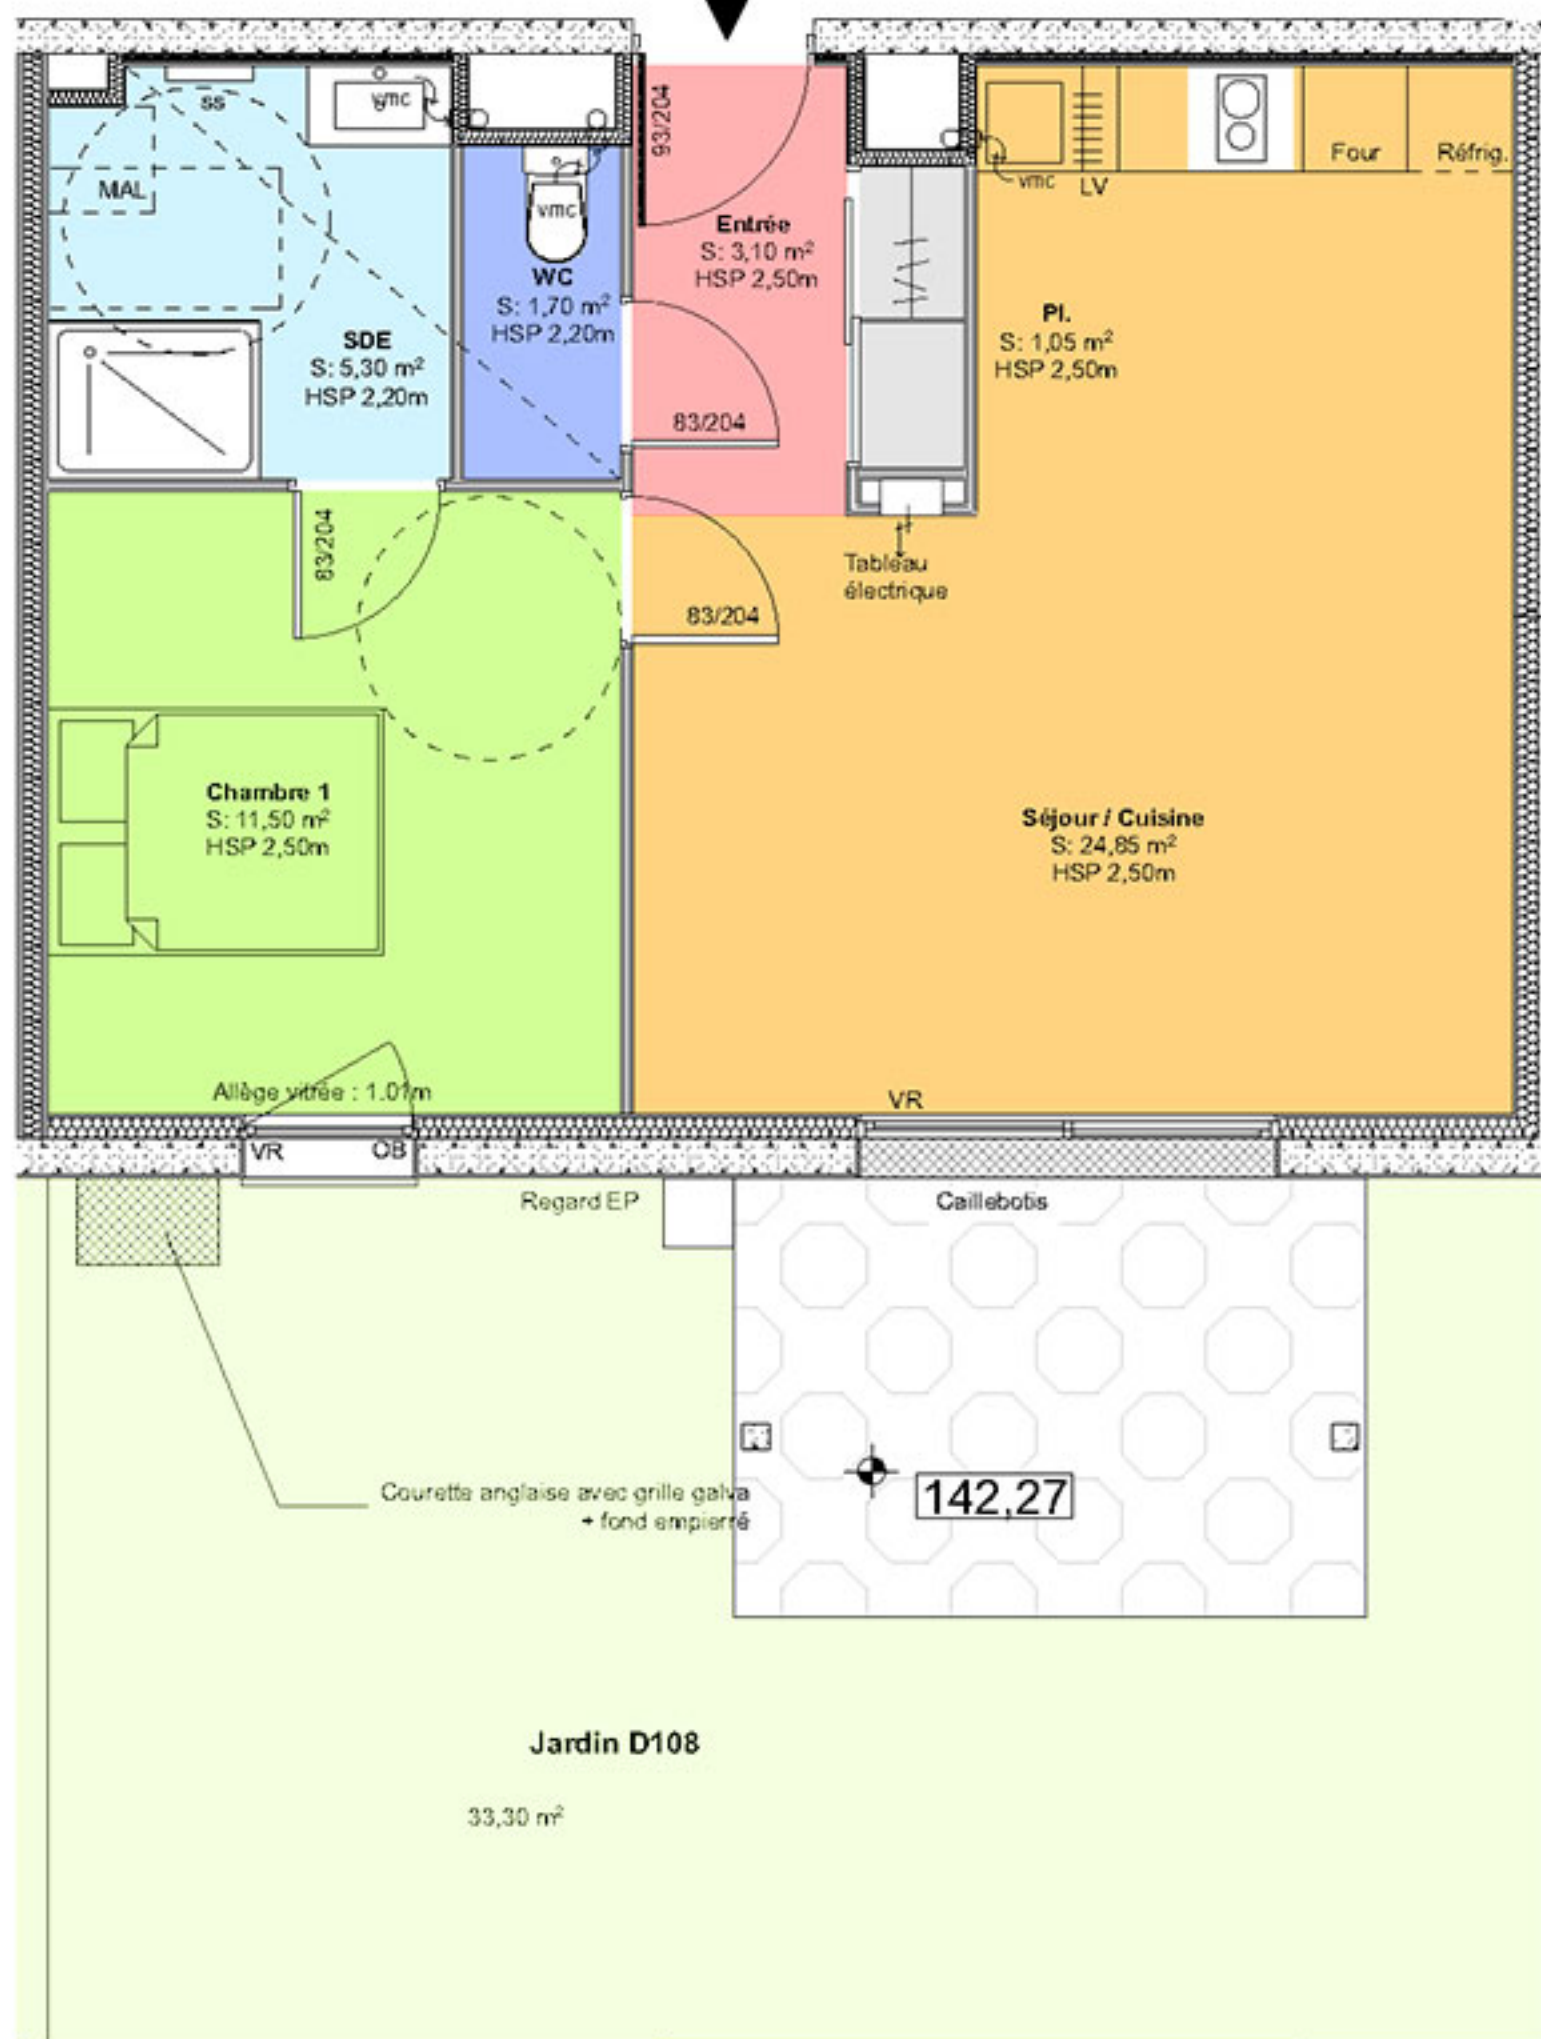 ss
vmc
93/204
MAL
vmc
Entrée
S: 3,10 m²
HSP 2,50m
vmc
LV
Four
Réfrig.
WC
S: 1,70 m²
HSP 2,20m
SDE
S: 5,30 m²
HSP 2,20m
Pl.
S: 1,05 m²
HSP 2,50m
83/204
83/204
Tableau
électrique
83/204
Chambre 1
S: 11,50 m²
HSP 2,50m
Séjour / Cuisine
S: 24,85 m²
HSP 2,50m
Allège vitrée : 1.01m
VR
VR
OB
Regard EP
Caillebotis
Courette anglaise avec grille galva
+ fond empierré
142,27
Jardin D108
33,30 m²